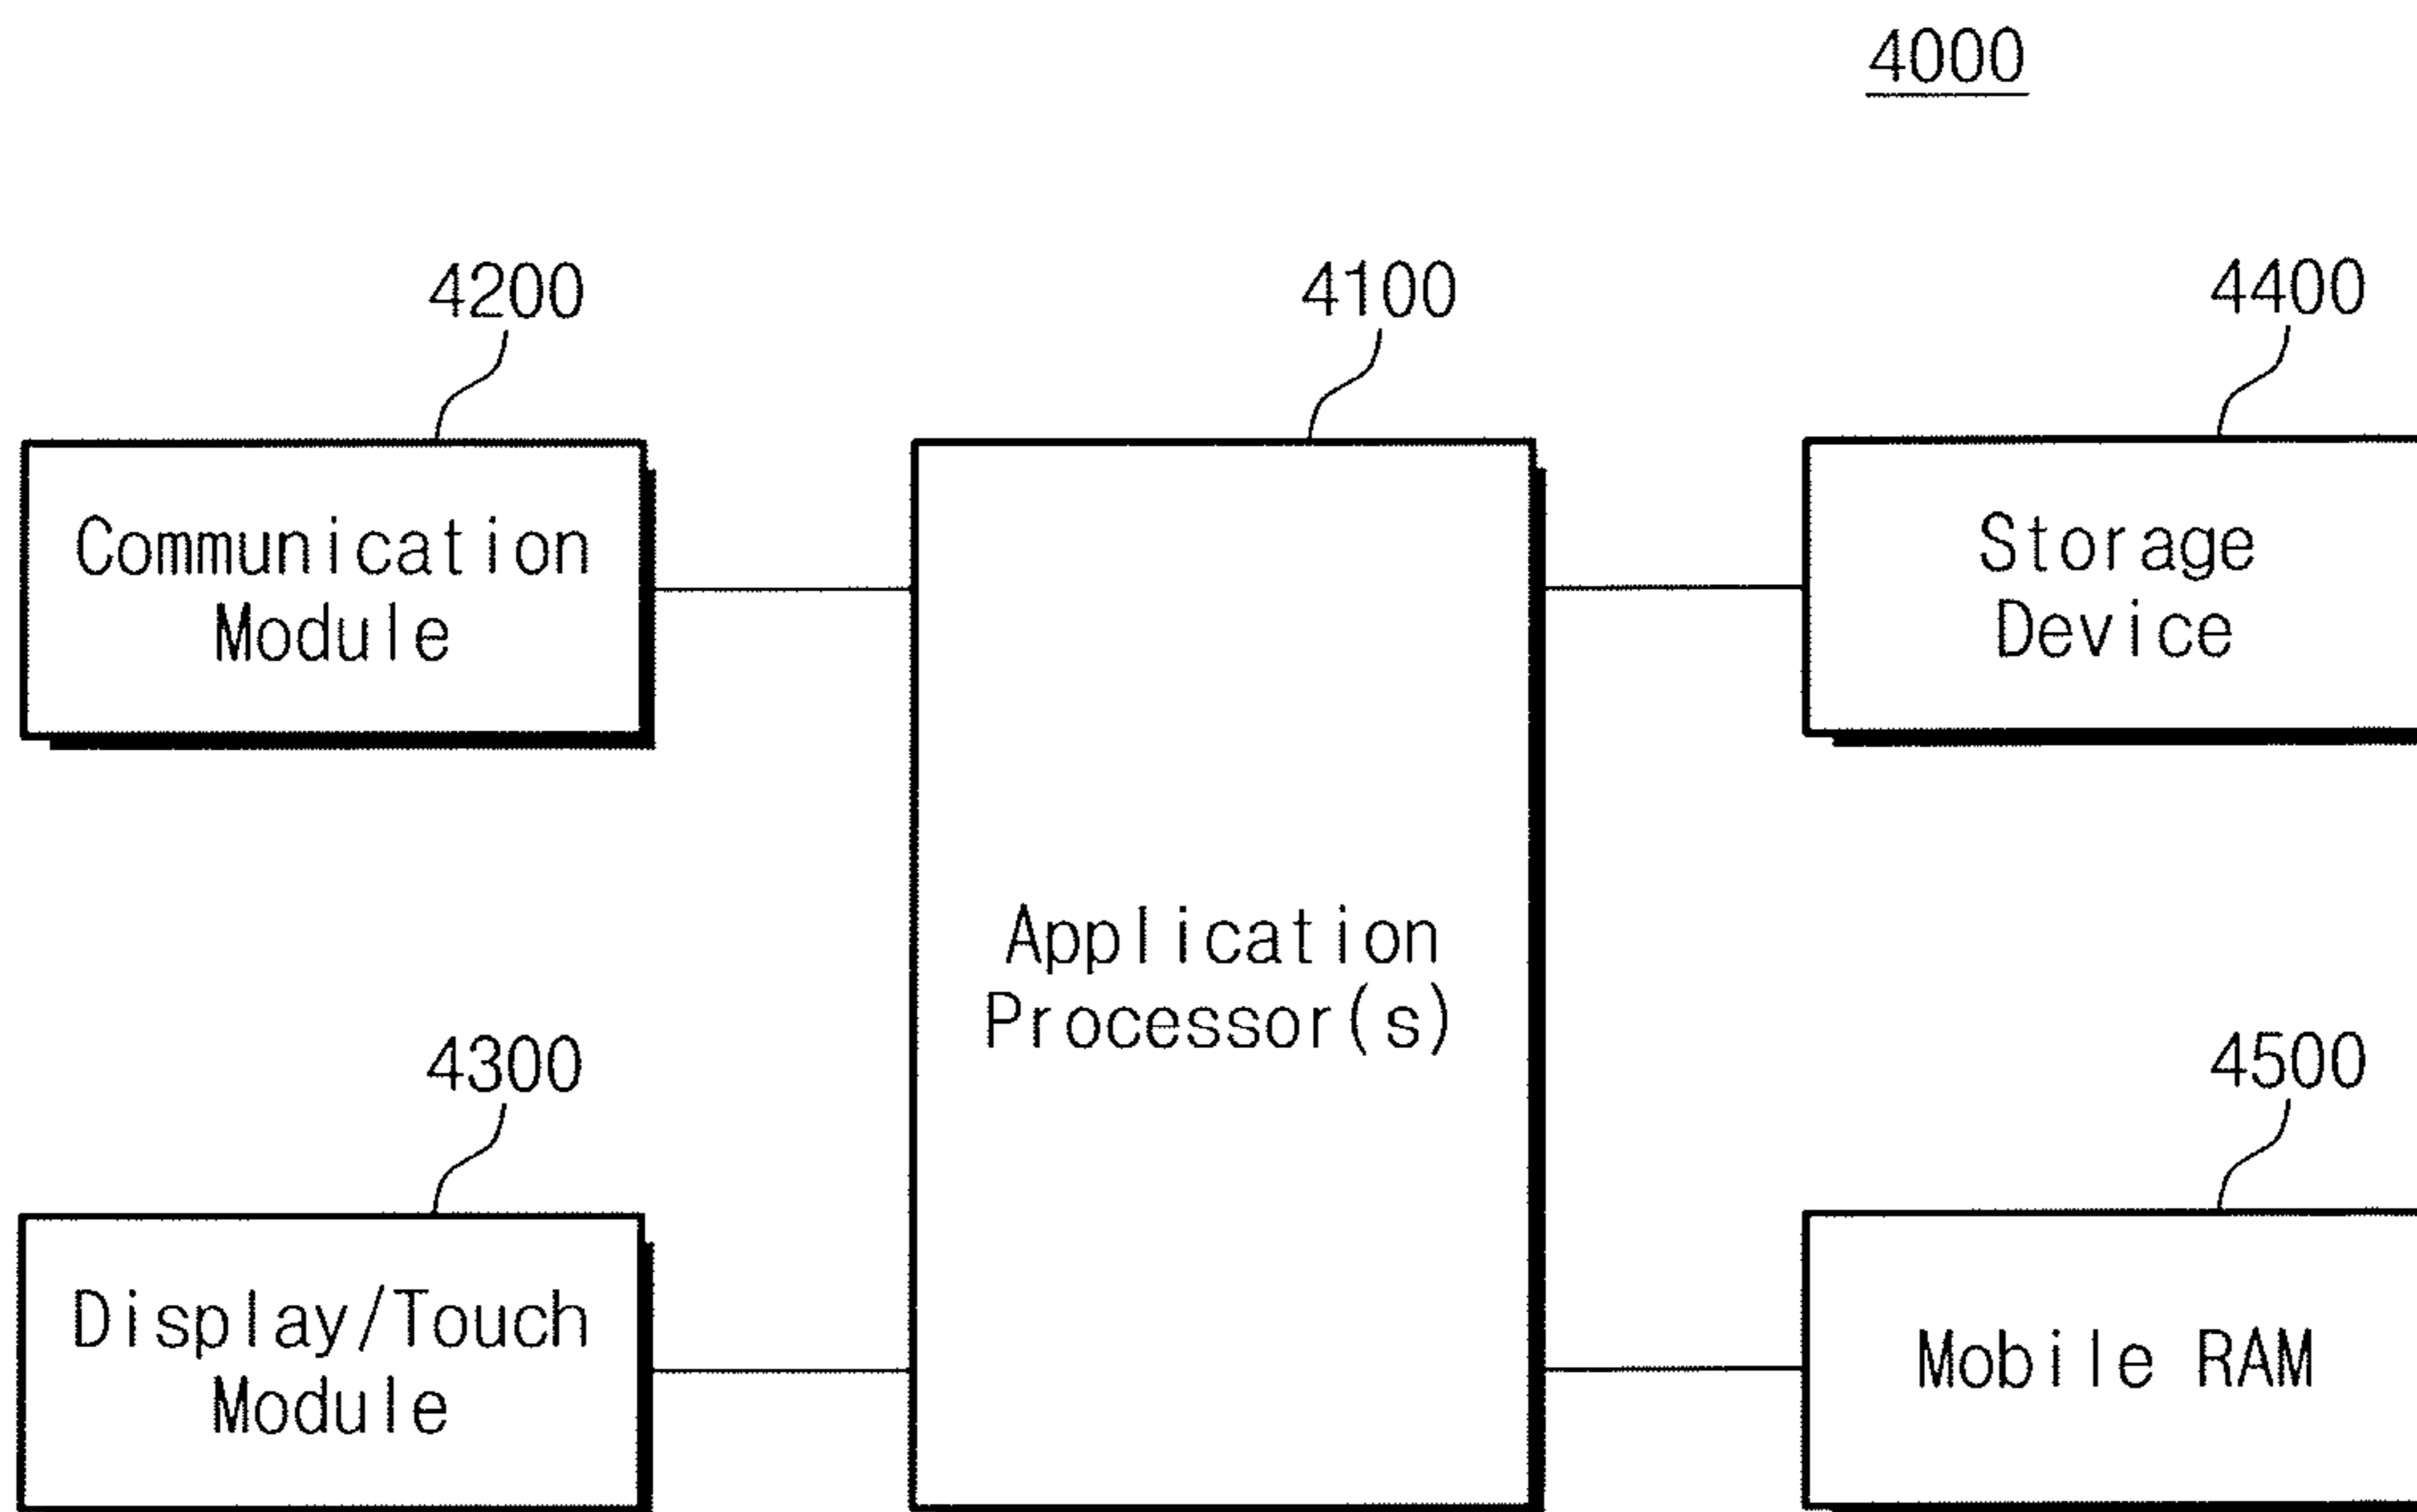 4000
4200
4100
4400
Communication
Module
Storage
Device
Application
Processor(s)
4300
4500
Display/Touch
Module
Mobile RAM